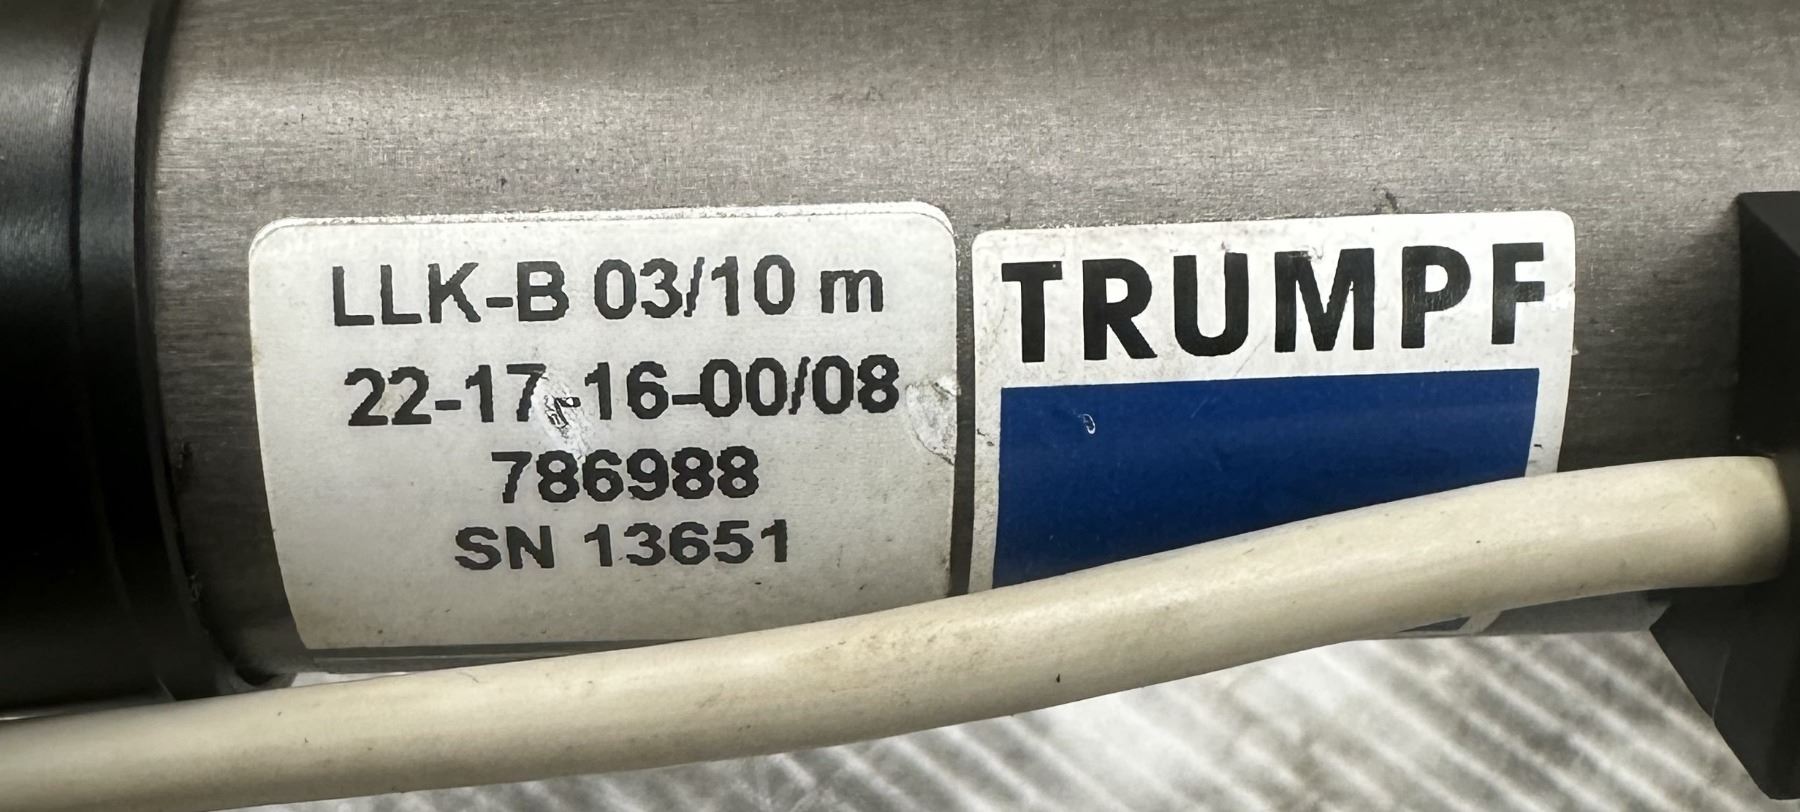 LLK-B 03/10 m
22-17-16-00/08
786988
SN 13651
TRUMPF